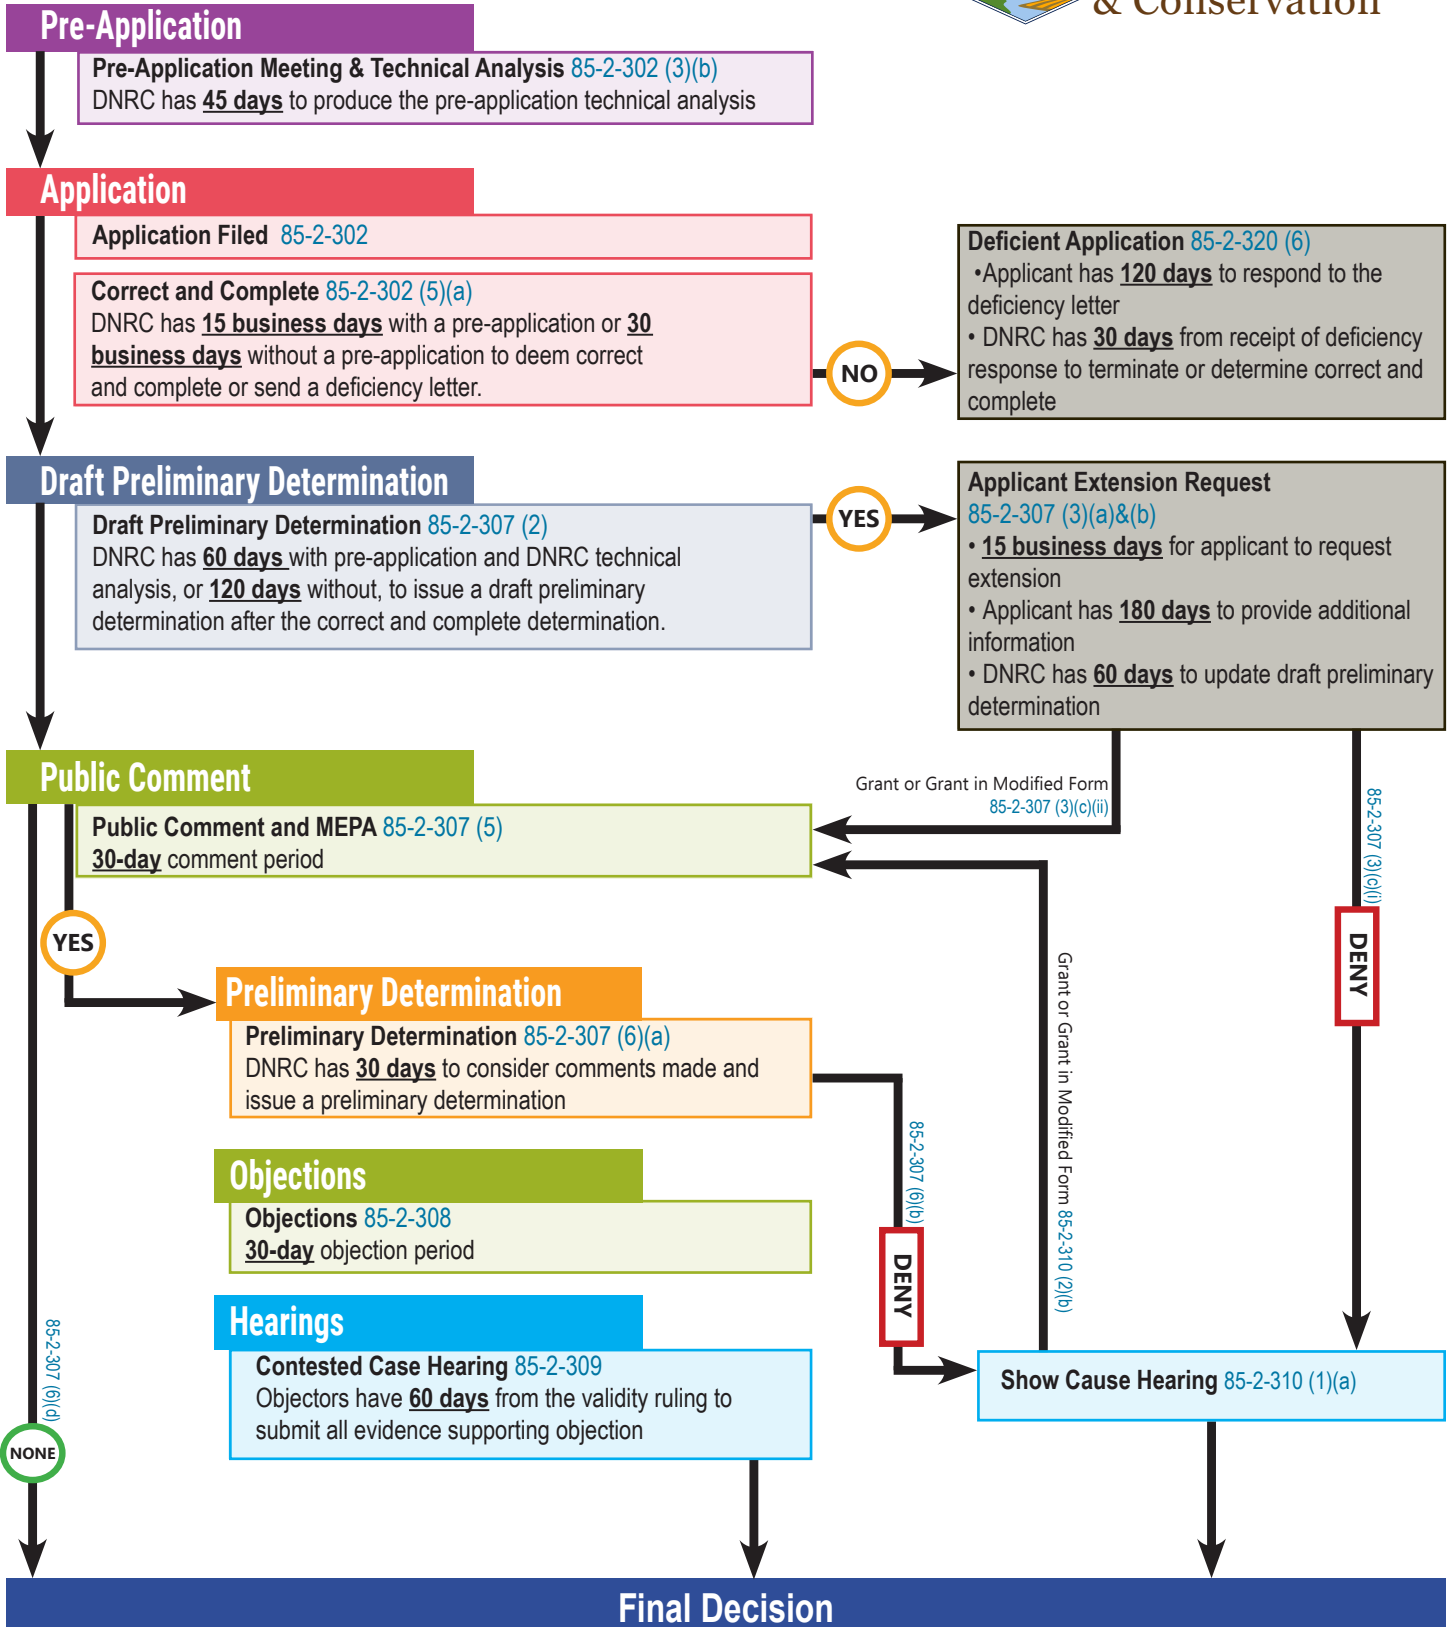 & Conservation
Pre-Application
Pre-Application Meeting & Technical Analysis 85-2-302 (3)(b)
DNRC has 45 days to produce the pre-application technical analysis
Application
Application Filed 85-2-302
Correct and Complete 85-2-302 (5)(a)
DNRC has 15 business days with a pre-application or 30
business days without a pre-application to deem correct
and complete or send a deficiency letter.
NO
Deficient Application 85-2-320 (6)
•Applicant has 120 days to respond to the
deficiency letter
• DNRC has 30 days from receipt of deficiency
response to terminate or determine correct and
complete
Draft Preliminary Determination
Draft Preliminary Determination 85-2-307 (2)
DNRC has 60 days with pre-application and DNRC technical
analysis, or 120 days without, to issue a draft preliminary
determination after the correct and complete determination.
YES
Applicant Extension Request
85-2-307 (3)(a)&(b)
• 15 business days for applicant to request
extension
• Applicant has 180 days to provide additional
information
• DNRC has 60 days to update draft preliminary
determination
Grant or Grant in Modified Form
85-2-307 (3)(c)(ii)
85-2-307 (3)(c)(i)
DENY
Public Comment
Public Comment and MEPA 85-2-307 (5)
30-day comment period
YES
Preliminary Determination
Preliminary Determination 85-2-307 (6)(a)
DNRC has 30 days to consider comments made and
issue a preliminary determination
85-2-307 (6)(b)
DENY
Grant or Grant in Modified Form 85-2-310 (2)(b)
Objections
Objections 85-2-308
30-day objection period
Hearings
Contested Case Hearing 85-2-309
Objectors have 60 days from the validity ruling to
submit all evidence supporting objection
Show Cause Hearing 85-2-310 (1)(a)
85-2-307 (6)(d)
NONE
Final Decision